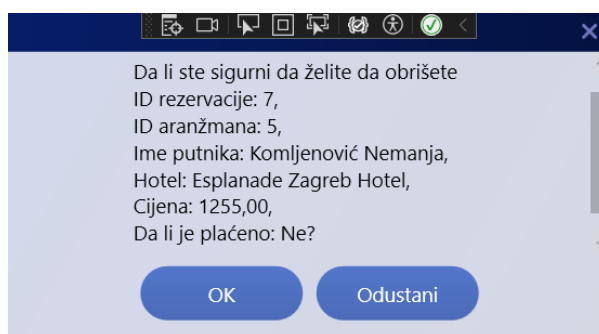 Da li ste sigurni da želite da obrišete
ID rezervacije: 7,
ID aranžmana: 5,
Ime putnika: Komljenović Nemanja,
Hotel: Esplanade Zagreb Hotel,
Cijena: 1255,00,
Da li je plaćeno: Ne?
OK
Odustani